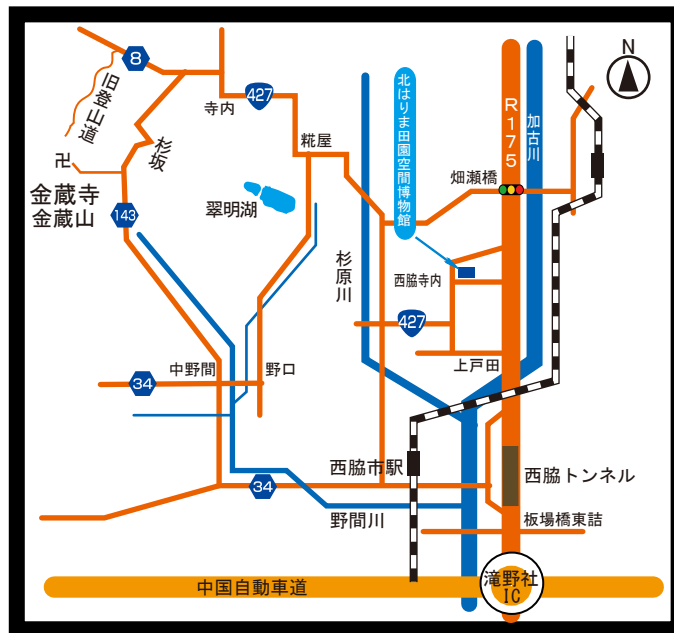 N
8
旧登山道
寺内
427
北はりま田園空間博物館
R175
加古川
杉坂
糀屋
卍
畑瀬橋
金蔵寺
金蔵山
143
翠明湖
杉原川
西脇寺内
427
中野間
野口
上戸田
34
西脇市駅
西脇トンネル
34
野間川
板場橋東詰
中国自動車道
滝野社
IC